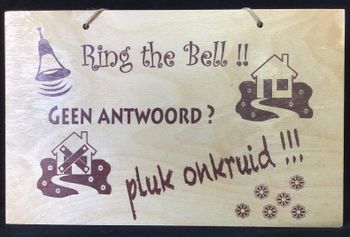 Ring the Bell !!
GEEN ANTWOORD ?
pluk onkruid !!!